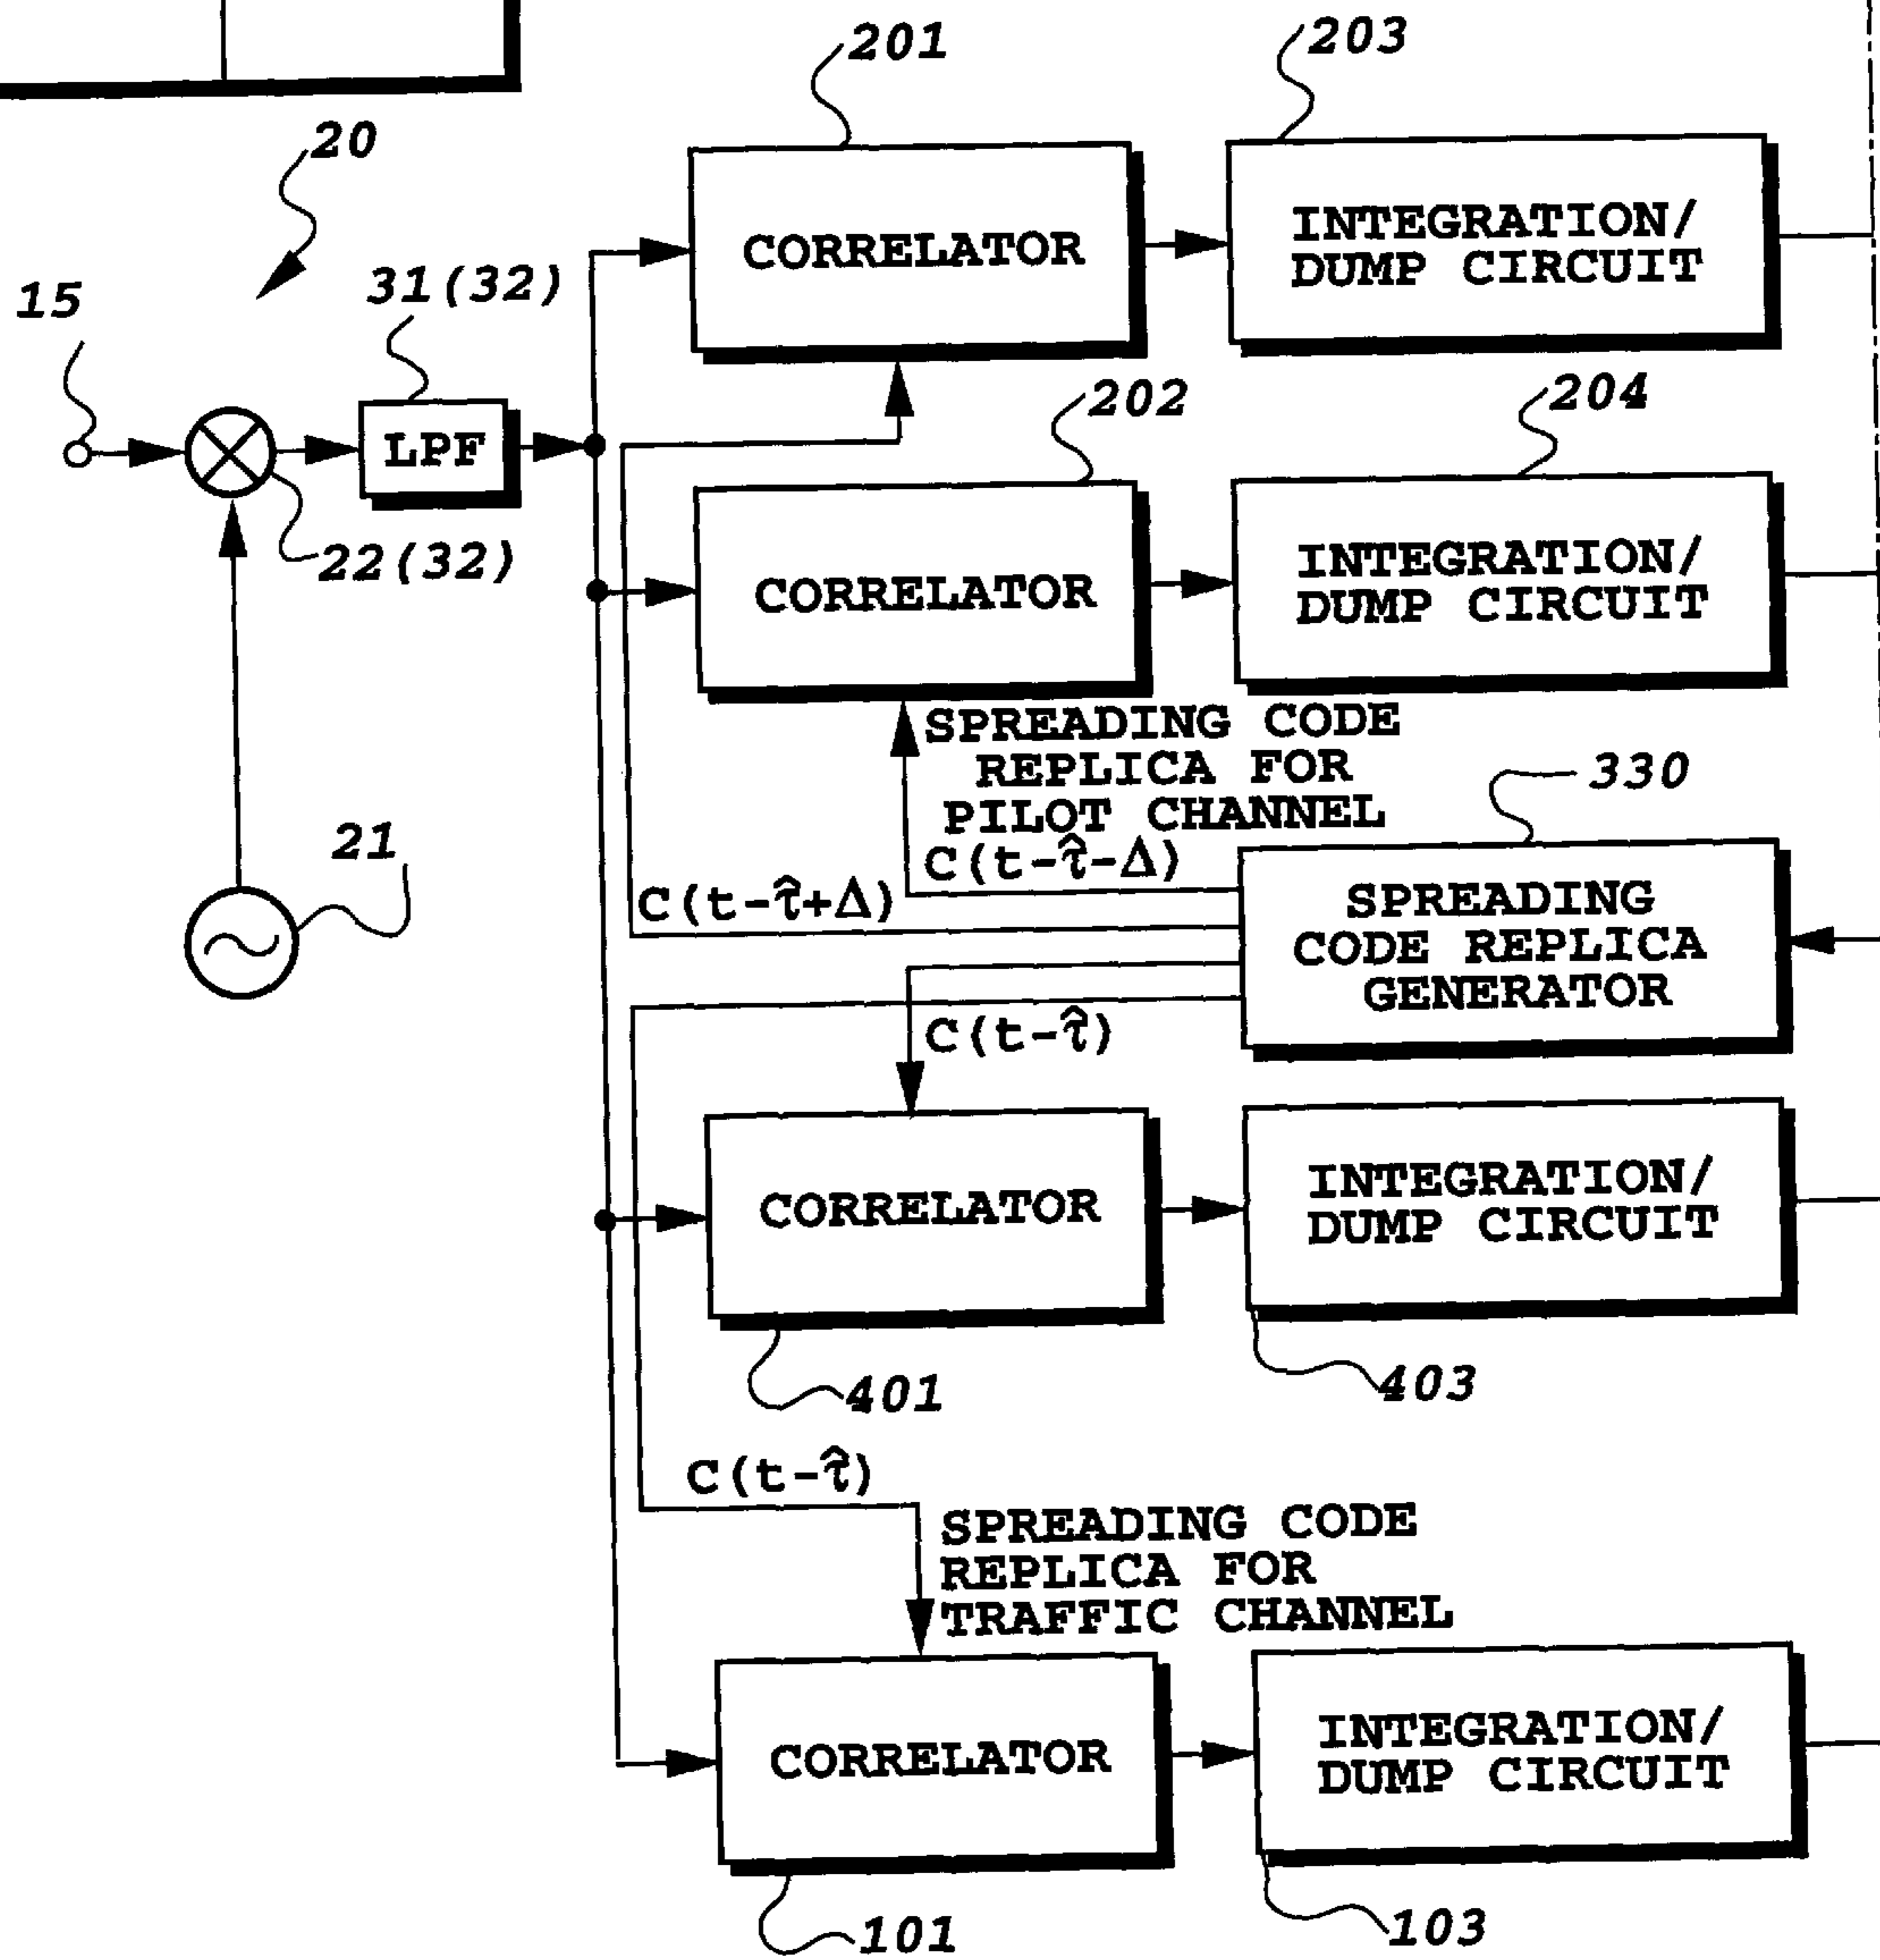 201
203
20
15
31(32)
CORRELATOR
INTEGRATION/
DUMP CIRCUIT
202
204
LPF
22(32)
CORRELATOR
INTEGRATION/
DUMP CIRCUIT
SPREADING CODE
REPLICA FOR
PILOT CHANNEL
330
21
C(t-τ̂-Δ)
C(t-τ̂+Δ)
SPREADING
CODE REPLICA
GENERATOR
C(t-τ̂)
CORRELATOR
INTEGRATION/
DUMP CIRCUIT
401
403
C(t-τ̂)
SPREADING CODE
REPLICA FOR
TRAFFIC CHANNEL
CORRELATOR
INTEGRATION/
DUMP CIRCUIT
101
103